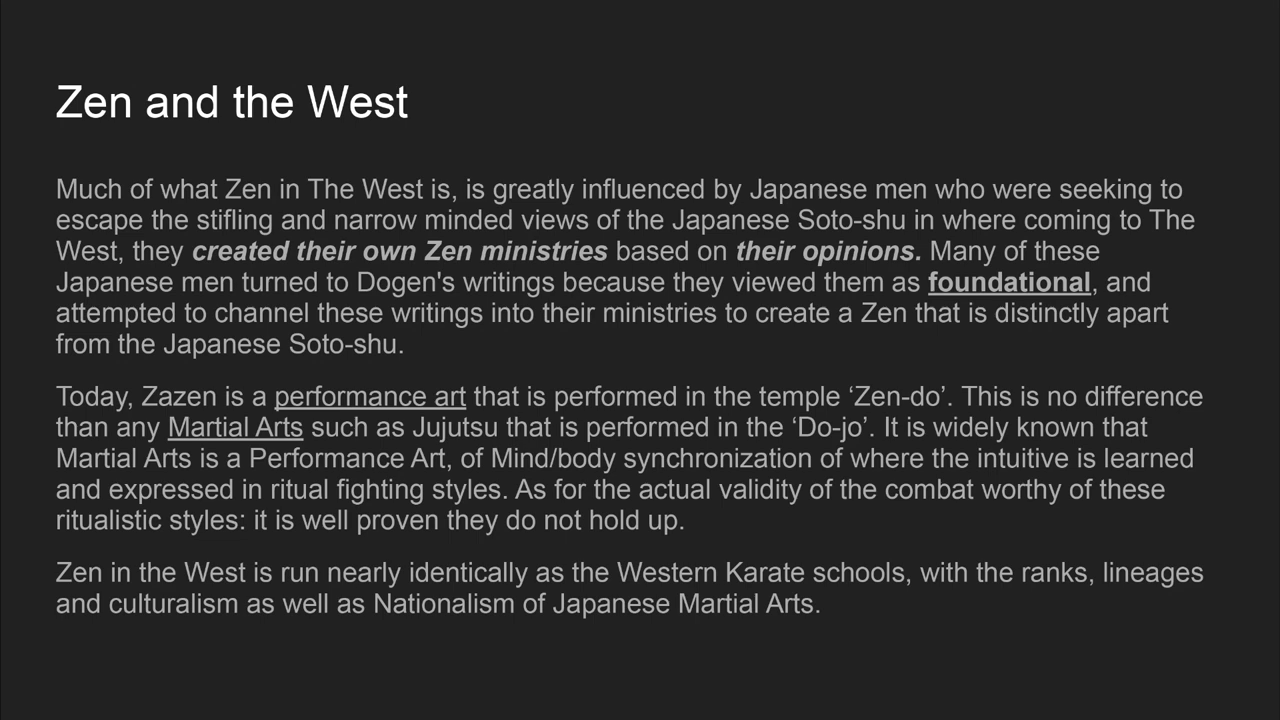 Zen and the West
Much of what Zen in The West is, is greatly influenced by Japanese men who were seeking to
escape the stifling and narrow minded views of the Japanese Soto-shu in where coming to The
West, they created their own Zen ministries based on their opinions. Many of these
Japanese men turned to Dogen's writings because they viewed them as foundational, and
attempted to channel these writings into their ministries to create a Zen that is distinctly apart
from the Japanese Soto-shu.
Today, Zazen is a performance art that is performed in the temple ‘Zen-do’. This is no difference
than any Martial Arts such as Jujutsu that is performed in the ‘Do-jo’. It is widely known that
Martial Arts is a Performance Art, of Mind/body synchronization of where the intuitive is learned
and expressed in ritual fighting styles. As for the actual validity of the combat worthy of these
ritualistic styles: it is well proven they do not hold up.
Zen in the West is run nearly identically as the Western Karate schools, with the ranks, lineages
and culturalism as well as Nationalism of Japanese Martial Arts.